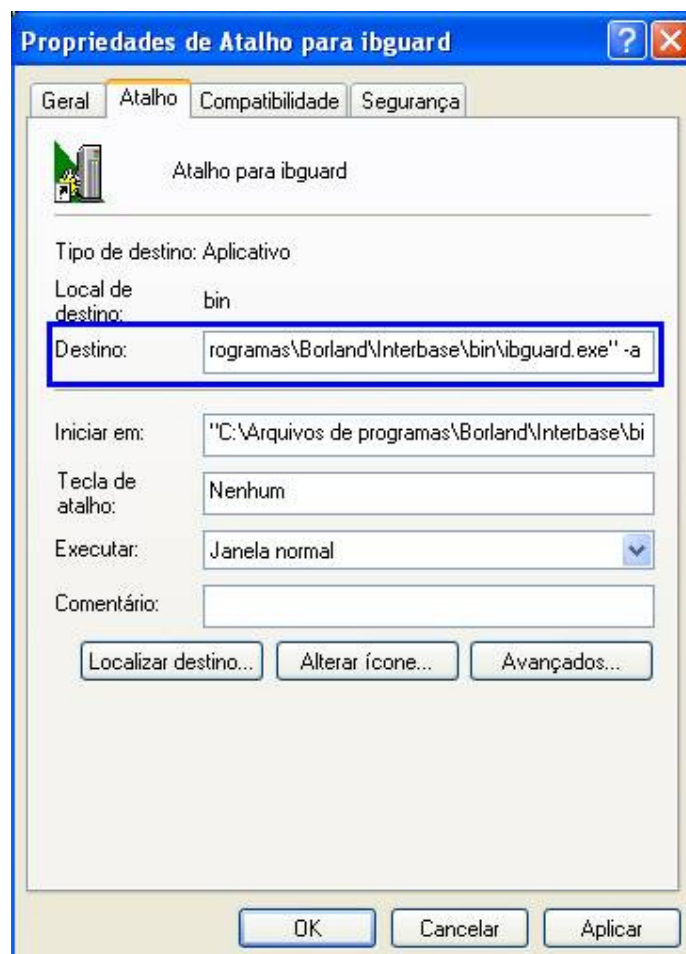 Propriedades de Atalho para ibguard
Geral Atalho Compatibilidade Segurança
Atalho para ibguard
Tipo de destino: Aplicativo
Local de
destino:
bin
Destino: rogramas\Borland\Interbase\bin\ibguard.exe" -a
Iniciar em: "C:\Arquivos de programas\Borland\Interbase\bi
Tecla de
atalho:
Nenhum
Executar: Janela normal
Comentário:
Localizar destino... Alterar ícone... Avançados...
OK Cancelar Aplicar